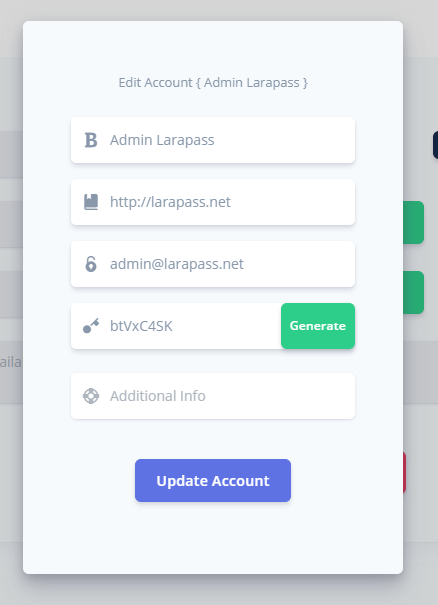 Edit Account { Admin Larapass }
Admin Larapass
http://larapass.net
admin@larapass.net
btVxC4SK
Generate
aila
Additional Info
Update Account